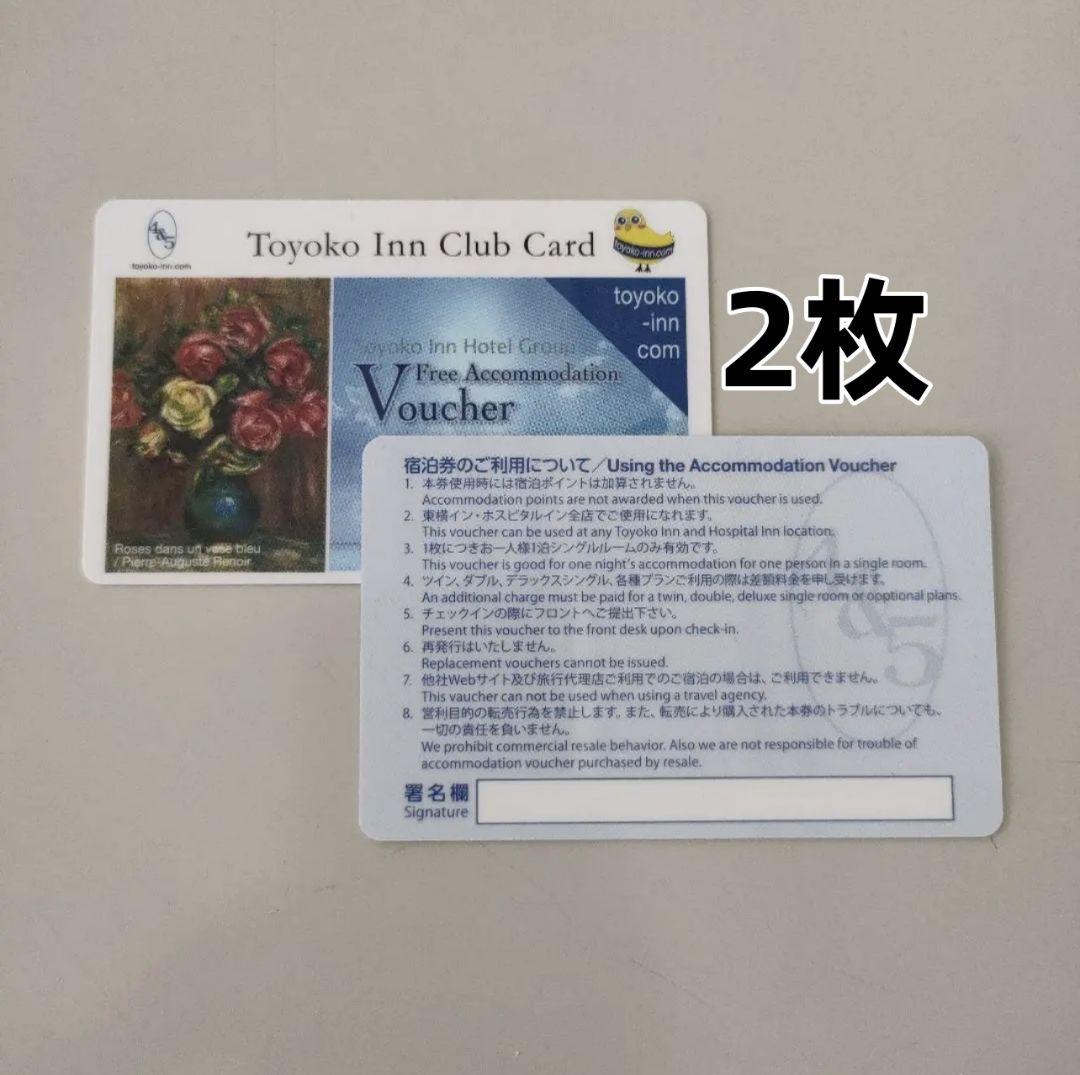 4&5
toyoko-inn.com
Toyoko Inn Club Card
toyoko-inn.com
toyoko
-inn
com
Toyoko Inn Hotel Group
Free Accommodation
Voucher
Roses dans un vase bleu
/ Pierre-Auguste Renoir
2枚
宿泊券のご利用について／Using the Accommodation Voucher
1. 本券使用時には宿泊ポイントは加算されません。
Accommodation points are not awarded when this voucher is used.
2. 東横イン・ホスピタルイン全店でご使用になれます。
This voucher can be used at any Toyoko Inn and Hospital Inn location.
3. 1枚につきお一人様1泊シングルルームのみ有効です。
This voucher is good for one night's accommodation for one person in a single room.
4. ツイン、ダブル、デラックスシングル、各種プランご利用の際は差額料金を申し受けます。
An additional charge must be paid for a twin, double, deluxe single room or opptional plans.
5. チェックインの際にフロントへご提出下さい。
Present this voucher to the front desk upon check-in.
6. 再発行はいたしません。
Replacement vouchers cannot be issued.
7. 他社Webサイト及び旅行代理店ご利用でのご宿泊の場合は、ご利用できません。
This vaucher can not be used when using a travel agency.
8. 営利目的の転売行為を禁止します。また、転売により購入された本券のトラブルについても、
一切の責任を負いません。
We prohibit commercial resale behavior. Also we are not responsible for trouble of
accommodation voucher purchased by resale.
4&5
署名欄
Signature